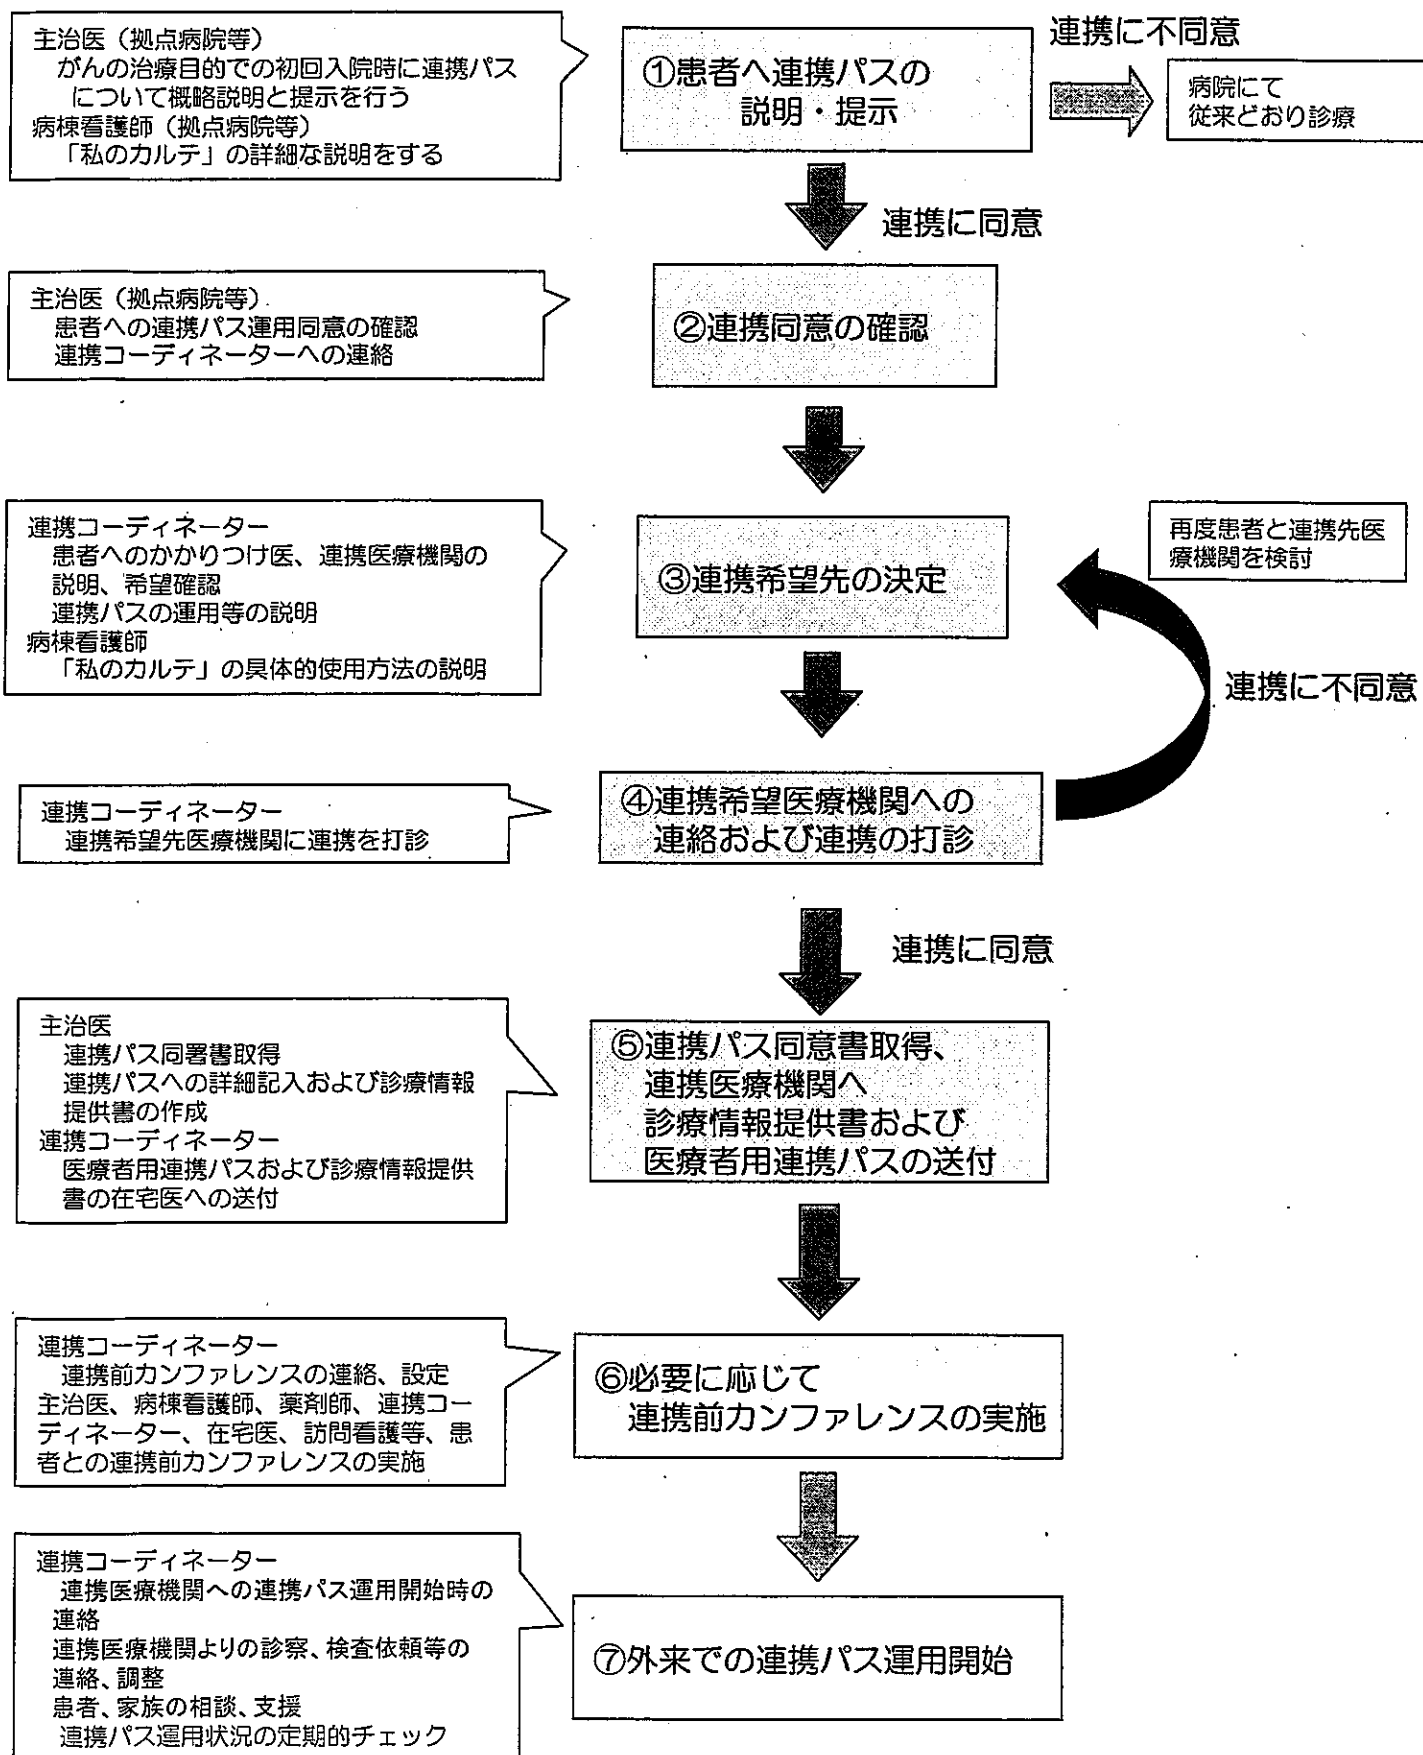 主治医（拠点病院等）
がんの治療目的での初回入院時に連携パス
について概略説明と提示を行う
病棟看護師（拠点病院等）
「私のカルテ」の詳細な説明をする
①患者へ連携パスの
説明・提示
連携に不同意
病院にて
従来どおり診療
連携に同意
主治医（拠点病院等）
患者への連携パス運用同意の確認
連携コーディネーターへの連絡
②連携同意の確認
連携コーディネーター
患者へのかかりつけ医、連携医療機関の
説明、希望確認
連携パスの運用等の説明
病棟看護師
「私のカルテ」の具体的使用方法の説明
③連携希望先の決定
再度患者と連携先医
療機関を検討
連携に不同意
連携コーディネーター
連携希望先医療機関に連携を打診
④連携希望医療機関への
連絡および連携の打診
連携に同意
主治医
連携パス同署書取得
連携パスへの詳細記入および診療情報
提供書の作成
連携コーディネーター
医療者用連携パスおよび診療情報提供
書の在宅医への送付
⑤連携パス同意書取得、
連携医療機関へ
診療情報提供書および
医療者用連携パスの送付
連携コーディネーター
連携前カンファレンスの連絡、設定
主治医、病棟看護師、薬剤師、連携コー
ディネーター、在宅医、訪問看護等、患
者との連携前カンファレンスの実施
⑥必要に応じて
連携前カンファレンスの実施
連携コーディネーター
連携医療機関への連携パス運用開始時の
連絡
連携医療機関よりの診察、検査依頼等の
連絡、調整
患者、家族の相談、支援
連携パス運用状況の定期的チェック
⑦外来での連携パス運用開始